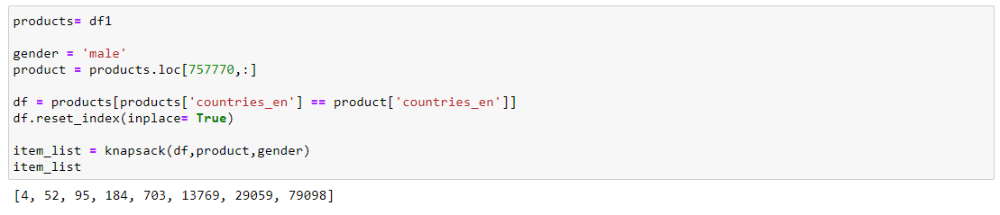 products= df1
gender = 'male'
product = products.loc[757770,:]
df = products[products['countries_en'] == product['countries_en']]
df.reset_index(inplace= True)
item_list = knapsack(df,product,gender)
item_list
[4, 52, 95, 184, 703, 13769, 29059, 79098]